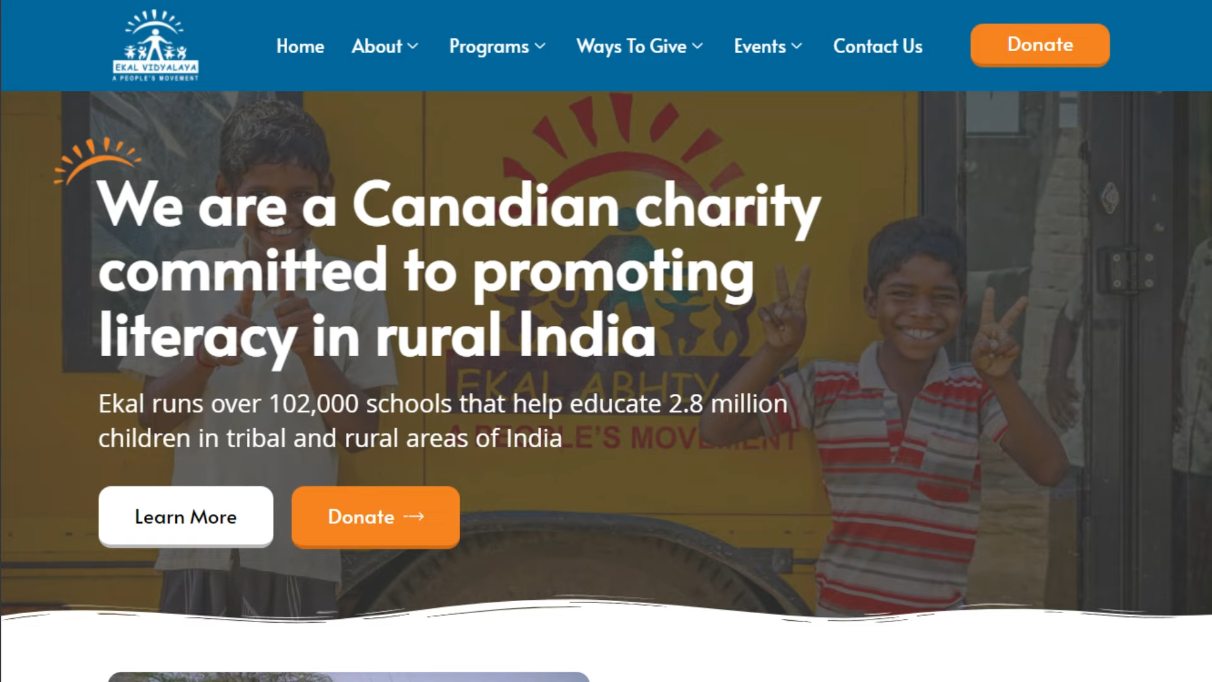 EKAL VIDYALAYA
A PEOPLE'S MOVEMENT
Home
About
Programs
Ways To Give
Events
Contact Us
Donate
We are a Canadian charity
committed to promoting
literacy in rural India
EKAL ABHIY
A PEOPLE'S MOVEMENT
Ekal runs over 102,000 schools that help educate 2.8 million
children in tribal and rural areas of India
Learn More
Donate →